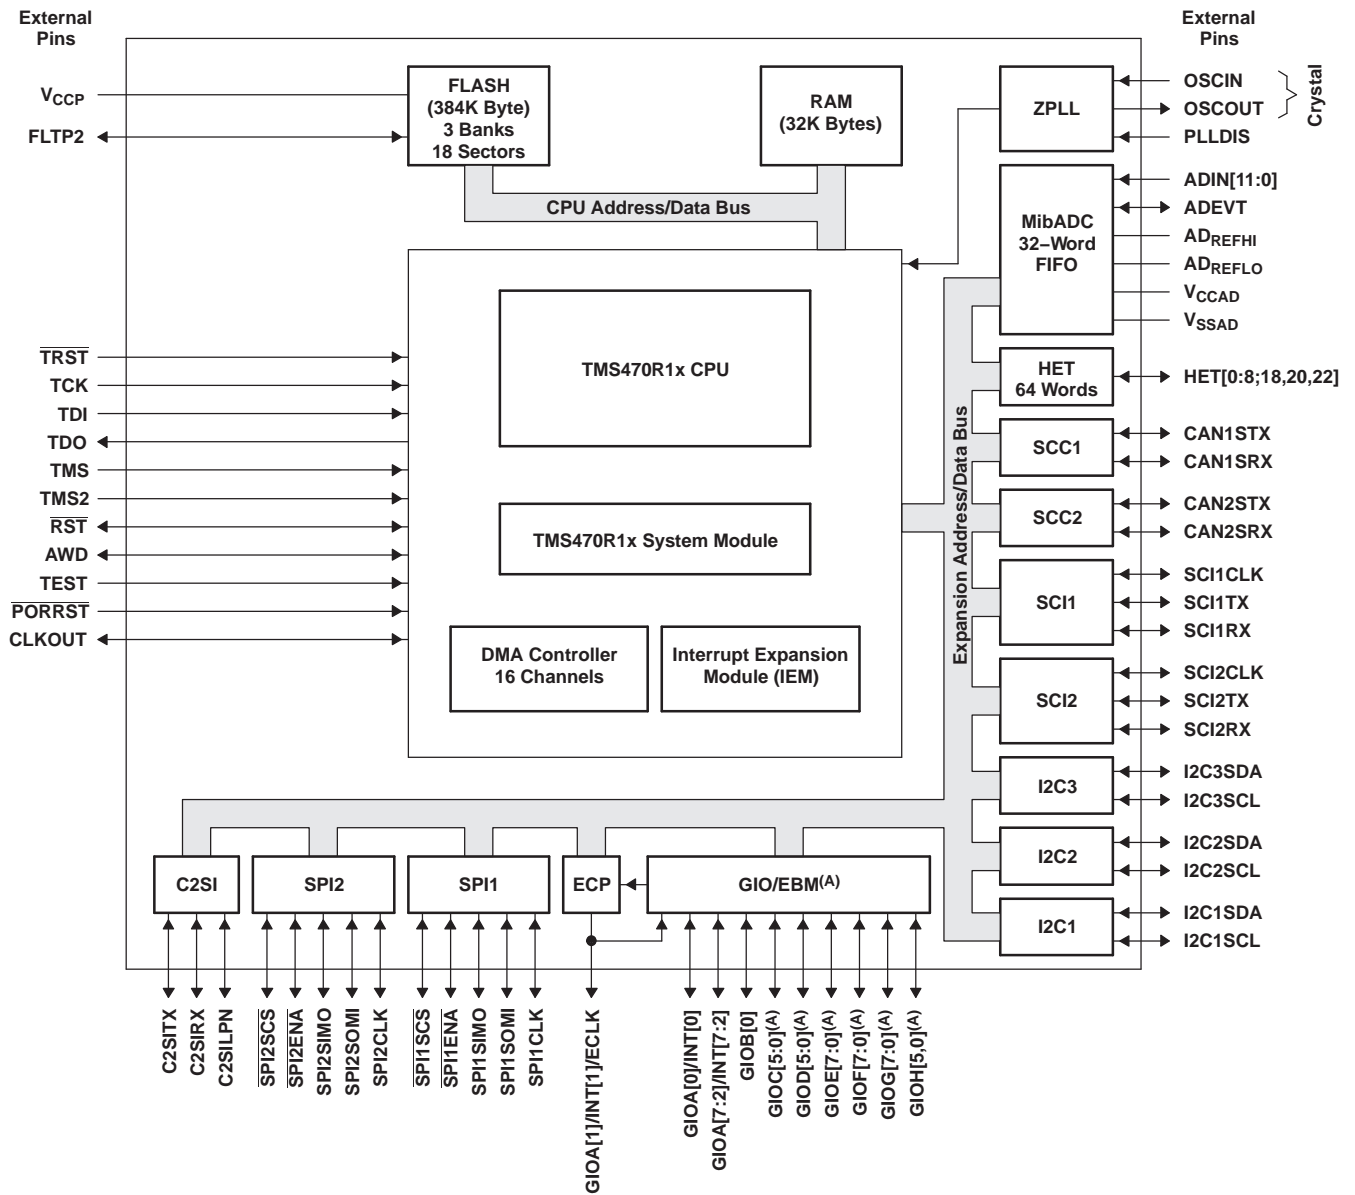 External
Pins
External
Pins
V_CCP
FLTP2
FLASH
(384K Byte)
3 Banks
18 Sectors
RAM
(32K Bytes)
ZPLL
OSCIN
OSCOUT
PLLDIS
Crystal
CPU Address/Data Bus
MibADC
32–Word
FIFO
ADIN[11:0]
ADEVT
AD_REFHI
AD_REFLO
V_CCAD
V_SSAD
TRST
TCK
TDI
TDO
TMS
TMS2
RST
AWD
TEST
PORRST
CLKOUT
TMS470R1x CPU
TMS470R1x System Module
DMA Controller
16 Channels
Interrupt Expansion
Module (IEM)
Expansion Address/Data Bus
HET
64 Words
HET[0:8;18,20,22]
SCC1
CAN1STX
CAN1SRX
SCC2
CAN2STX
CAN2SRX
SCI1
SCI1CLK
SCI1TX
SCI1RX
SCI2
SCI2CLK
SCI2TX
SCI2RX
I2C3
I2C3SDA
I2C3SCL
I2C2
I2C2SDA
I2C2SCL
I2C1
I2C1SDA
I2C1SCL
C2SI
SPI2
SPI1
ECP
GIO/EBM(A)
C2SITX
C2SIRX
C2SILPN
SPI2SCS
SPI2ENA
SPI2SIMO
SPI2SOMI
SPI2CLK
SPI1SCS
SPI1ENA
SPI1SIMO
SPI1SOMI
SPI1CLK
GIOA[1]/INT[1]/ECLK
GIOA[0]/INT[0]
GIOA[7:2]/INT[7:2]
GIOB[0]
GIOC[5:0](A)
GIOD[5:0](A)
GIOE[7:0](A)
GIOF[7:0](A)
GIOG[7:0](A)
GIOH[5,0](A)